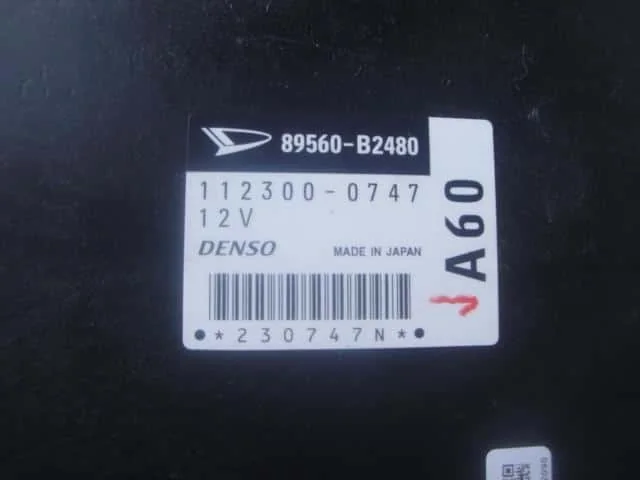 89560-B2480
112300-0747
12V
DENSO MADE IN JAPAN
*230747N*
A60